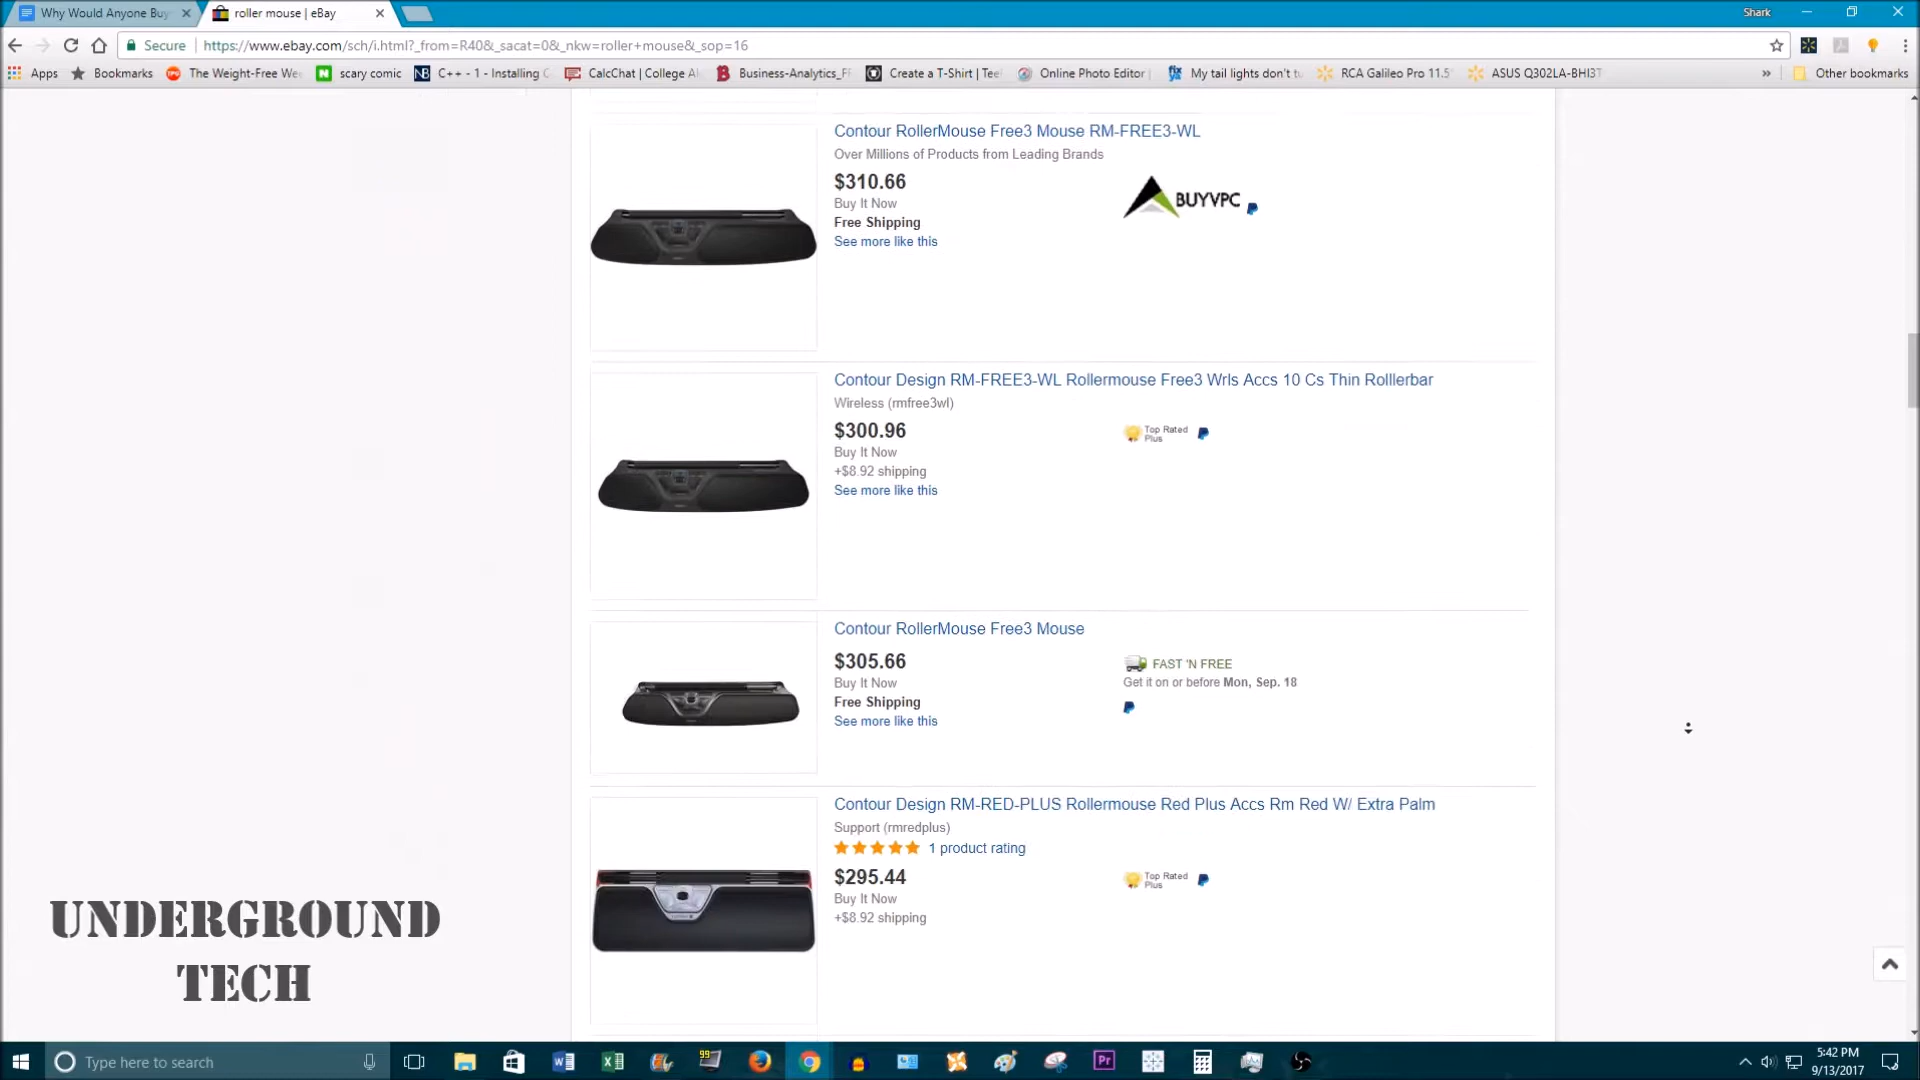 Why Would Anyone Buy
roller mouse | eBay
Shark
Secure
https://www.ebay.com/sch/i.html?_from=R40&_sacat=0&_nkw=roller+mouse&_sop=16
Apps
Bookmarks
The Weight-Free We
scary comic
C++ - 1 - Installing C
CalcChat | College Al
Business-Analytics_F
Create a T-Shirt | Tee
Online Photo Editor
My tail lights don't tu
RCA Galileo Pro 11.5
ASUS Q302LA-BHI3T
Other bookmarks
Contour RollerMouse Free3 Mouse RM-FREE3-WL
Over Millions of Products from Leading Brands
$310.66
Buy It Now
Free Shipping
See more like this
BUYVPC
Contour Design RM-FREE3-WL Rollermouse Free3 Wrls Accs 10 Cs Thin Rolllerbar
Wireless (rmfree3wl)
$300.96
Buy It Now
+$8.92 shipping
See more like this
Top Rated
Plus
Contour RollerMouse Free3 Mouse
$305.66
Buy It Now
Free Shipping
See more like this
FAST 'N FREE
Get it on or before Mon, Sep. 18
Contour Design RM-RED-PLUS Rollermouse Red Plus Accs Rm Red W/ Extra Palm
Support (rmredplus)
1 product rating
$295.44
Buy It Now
+$8.92 shipping
Top Rated
Plus
UNDERGROUND
TECH
Type here to search
99
Pr
5:42 PM
9/13/2017